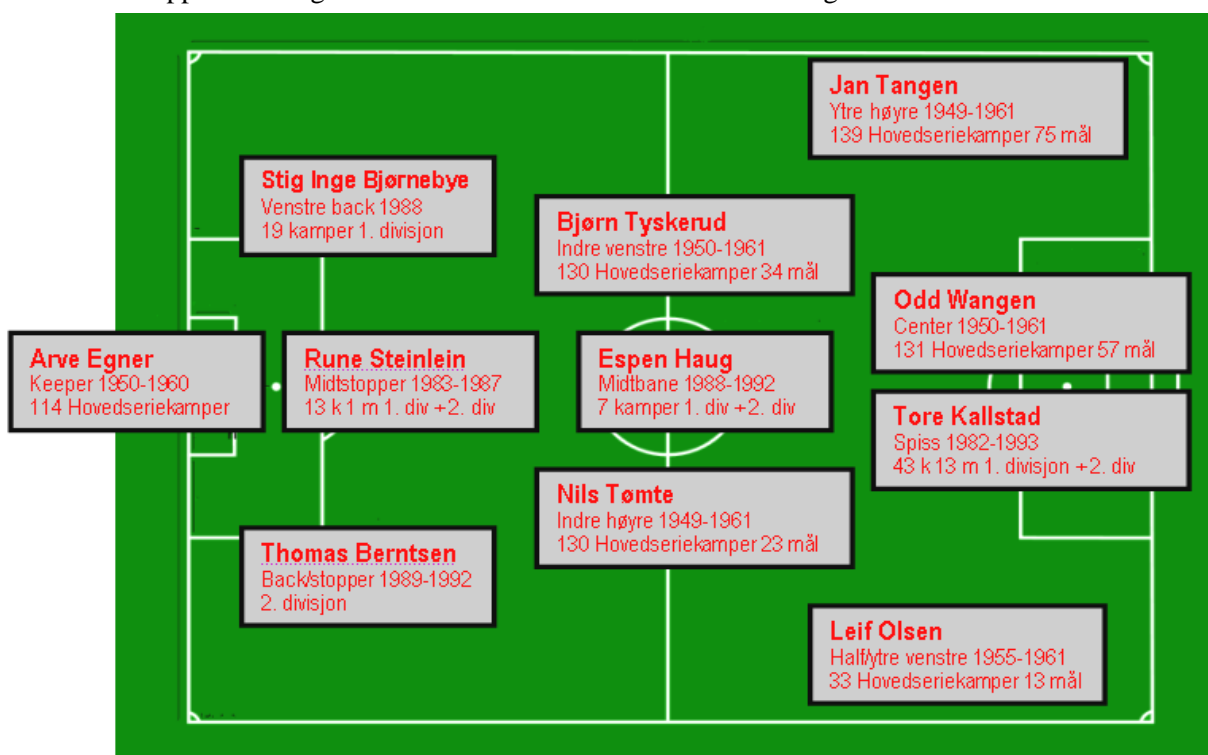 Jan Tangen
Ytre høyre 1949-1961
139 Hovedseriekamper 75 mål
Stig Inge Bjørnebye
Venstre back 1988
19 kamper 1. divisjon
Bjørn Tyskerud
Indre venstre 1950-1961
130 Hovedseriekamper 34 mål
Odd Wangen
Center 1950-1961
131 Hovedseriekamper 57 mål
Arve Egner
Keeper 1950-1960
114 Hovedseriekamper
Rune Steinlein
Midtstopper 1983-1987
13 k 1 m 1. div +2. div
Espen Haug
Midtbane 1988-1992
7 kamper 1. div +2. div
Tore Kallstad
Spiss 1982-1993
43 k 13 m 1. divisjon +2. div
Nils Tømte
Indre høyre 1949-1961
130 Hovedseriekamper 23 mål
Thomas Berntsen
Back/stopper 1989-1992
2. divisjon
Leif Olsen
Half/ytre venstre 1955-1961
33 Hovedseriekamper 13 mål